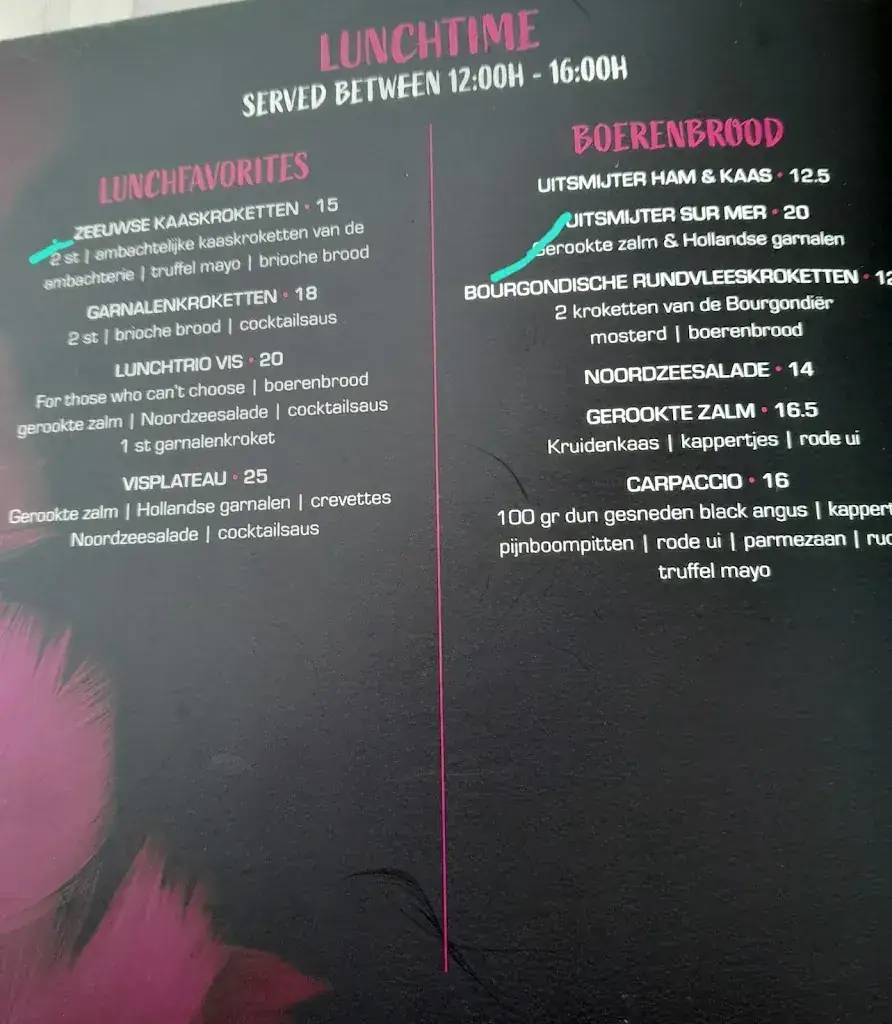 LUNCHTIME
SERVED BETWEEN 12:00H - 16:00H
LUNCHFAVORITES
ZEEUWSE KAASKROKETTEN • 15
2 st | ambachtelijke kaaskroketten van de
ambachterie | truffel mayo | brioche brood
GARNALENKROKETTEN • 18
2 st | brioche brood | cocktailsaus
LUNCHTRIO VIS • 20
For those who can't choose | boerenbrood
gerookte zalm | Noordzeesalade | cocktailsaus
1 st garnalenkroket
VISPLATEAU • 25
Gerookte zalm | Hollandse garnalen | crevettes
Noordzeesalade | cocktailsaus
BOERENBROOD
UITSMIJTER HAM & KAAS • 12.5
UITSMIJTER SUR MER • 20
Gerookte zalm & Hollandse garnalen
BOURGONDISCHE RUNDVLEESKROKETTEN •
2 kroketten van de Bourgondiër
mosterd | boerenbrood
NOORDZEESALADE • 14
GEROOKTE ZALM • 16.5
Kruidenkaas | kappertjes | rode ui
CARPACCIO • 16
100 gr dun gesneden black angus |
pijnboompitten | rode ui | parmezaan |
truffel mayo